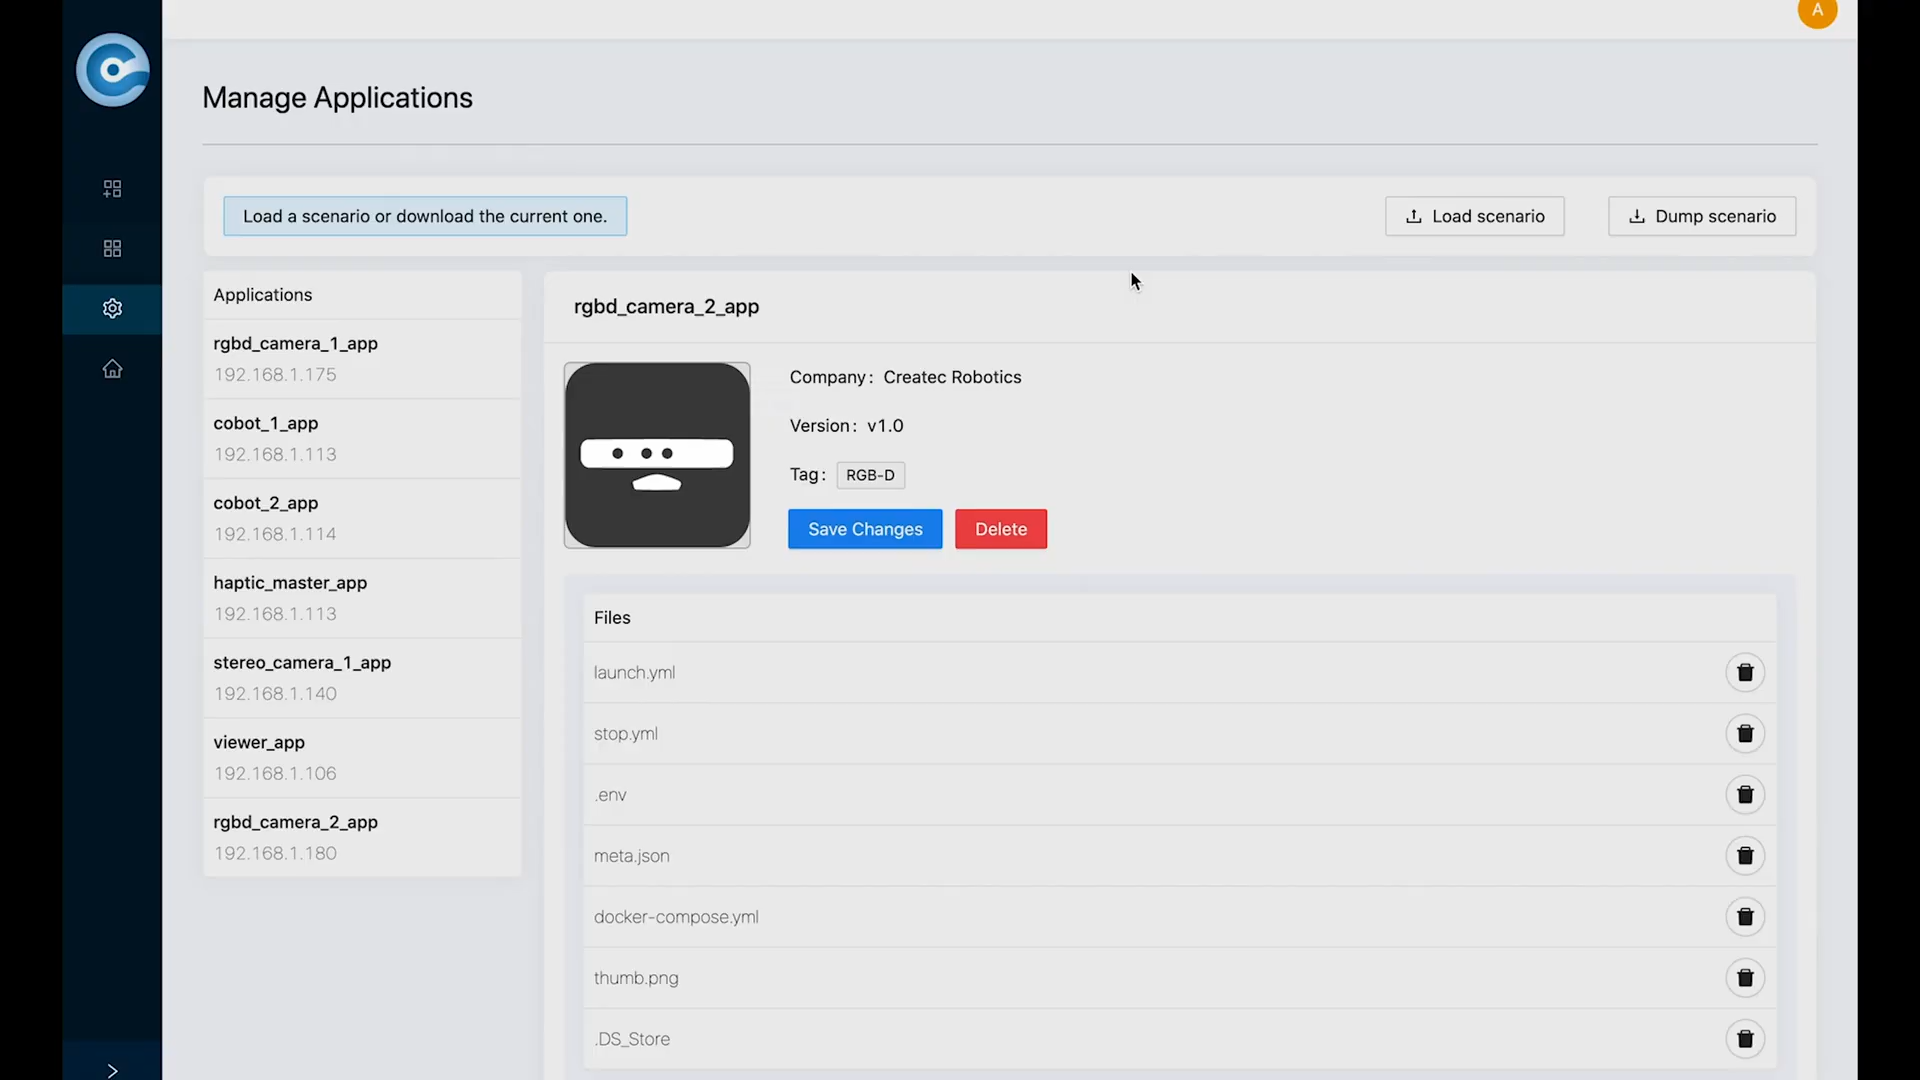 A
Manage Applications
Load a scenario or download the current one.
Load scenario
Dump scenario
Applications
rgbd_camera_1_app
192.168.1.175
cobot_1_app
192.168.1.113
cobot_2_app
192.168.1.114
haptic_master_app
192.168.1.113
stereo_camera_1_app
192.168.1.140
viewer_app
192.168.1.106
rgbd_camera_2_app
192.168.1.180
rgbd_camera_2_app
Company: Createc Robotics
Version: v1.0
Tag: RGB-D
Save Changes
Delete
Files
launch.yml
stop.yml
.env
meta.json
docker-compose.yml
thumb.png
.DS_Store